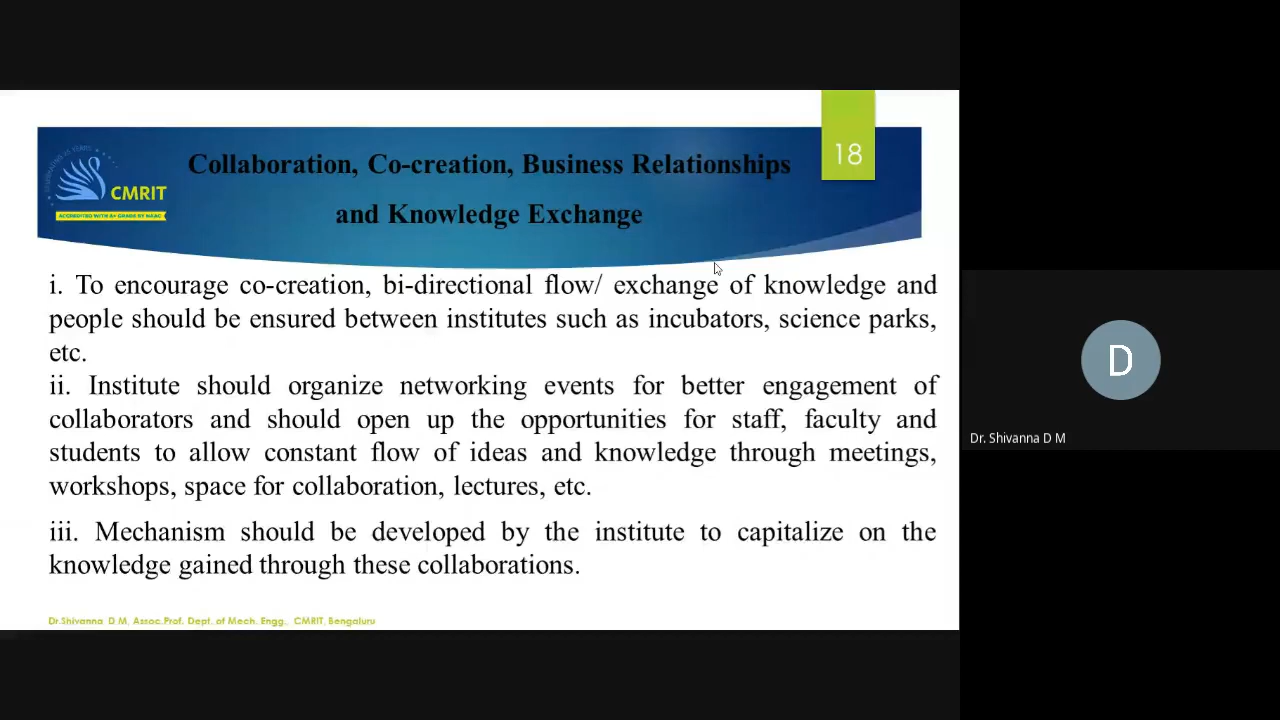 18
Collaboration, Co-creation, Business Relationships
and Knowledge Exchange
CMRIT
ACCREDITED WITH A+ GRADE BY NAAC
i. To encourage co-creation, bi-directional flow/ exchange of knowledge and
people should be ensured between institutes such as incubators, science parks,
etc.
ii. Institute should organize networking events for better engagement of
collaborators and should open up the opportunities for staff, faculty and
students to allow constant flow of ideas and knowledge through meetings,
workshops, space for collaboration, lectures, etc.
iii. Mechanism should be developed by the institute to capitalize on the
knowledge gained through these collaborations.
Dr.Shivanna D M, Assoc.Prof. Dept. of Mech. Engg., CMRIT, Bengaluru
D
Dr. Shivanna D M